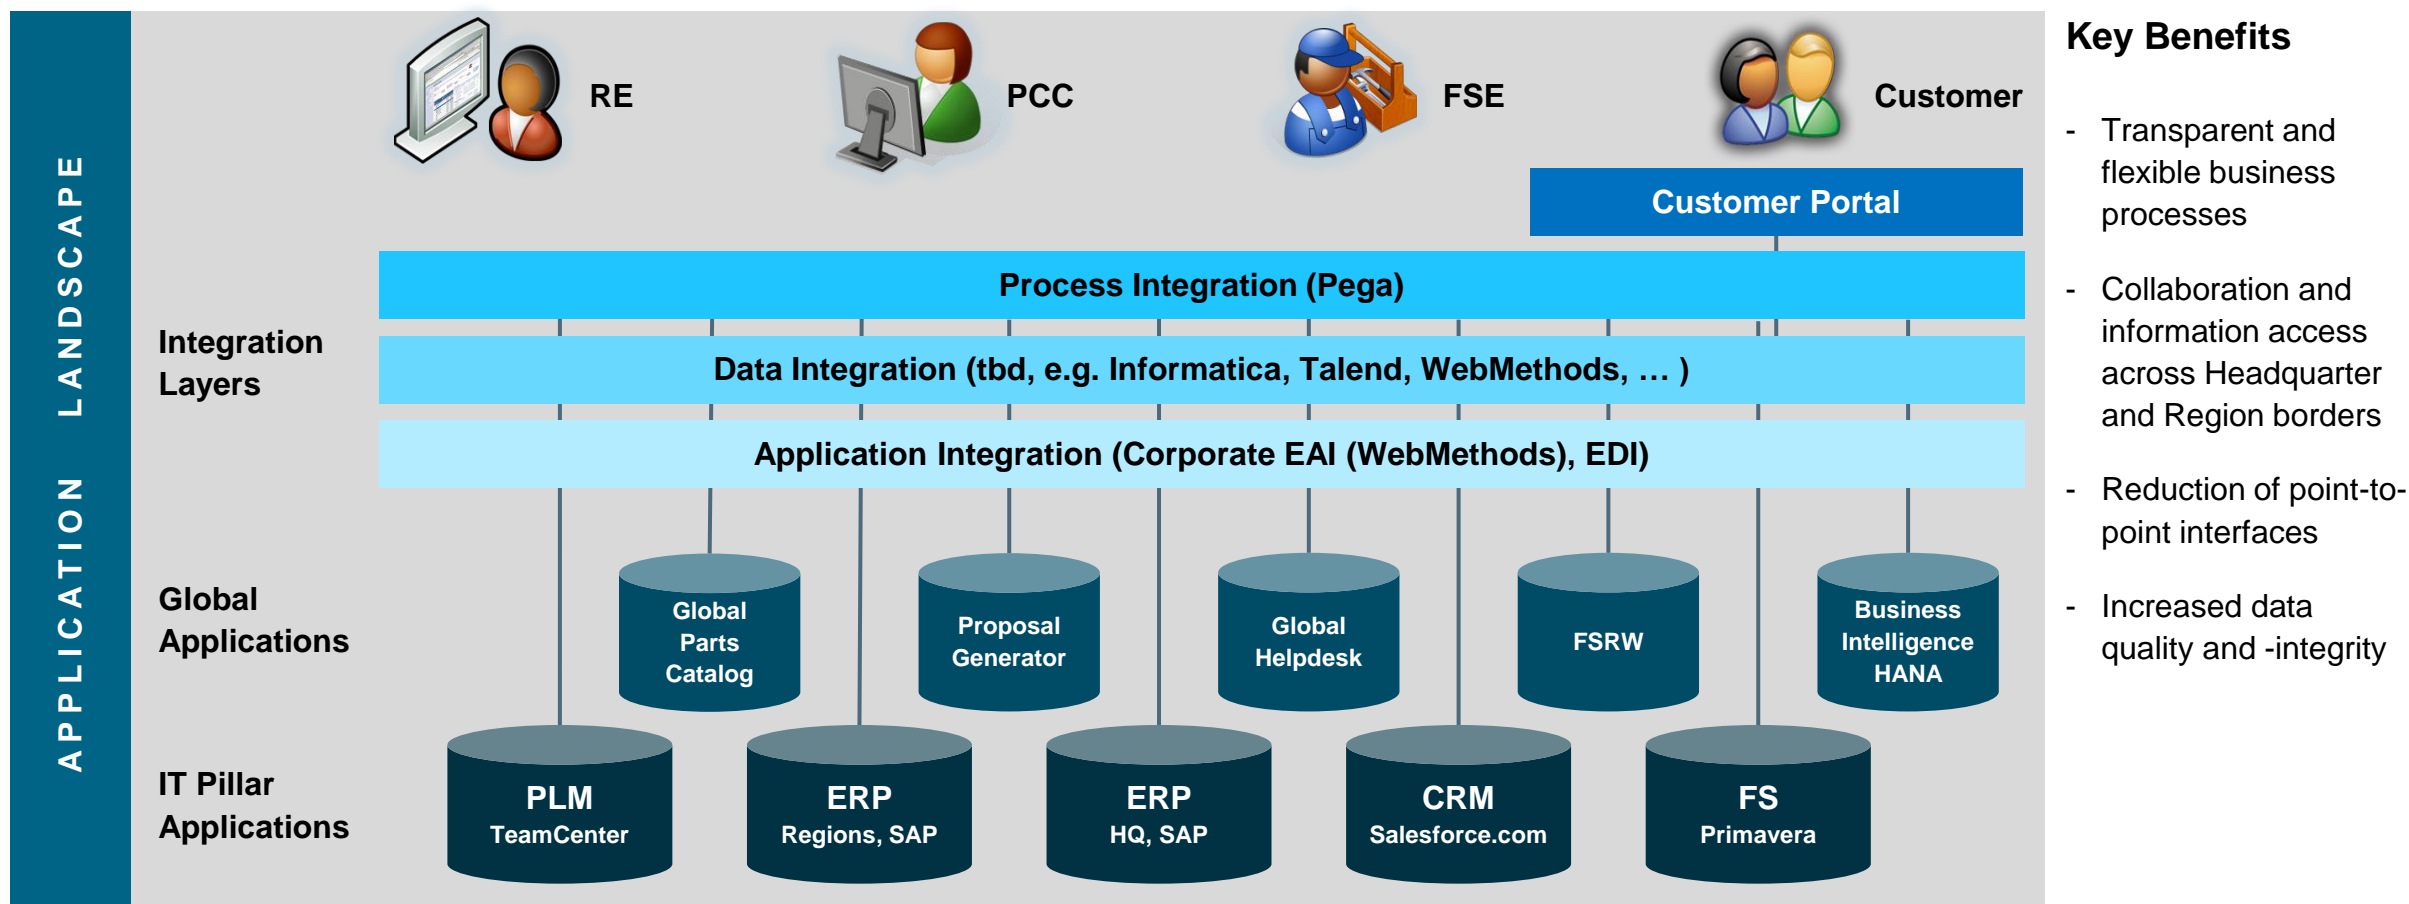 APPLICATION LANDSCAPE
RE
PCC
FSE
Customer
Customer Portal
Process Integration (Pega)
Integration
Layers
Data Integration (tbd, e.g. Informatica, Talend, WebMethods, … )
Application Integration (Corporate EAI (WebMethods), EDI)
Global
Applications
Global
Parts
Catalog
Proposal
Generator
Global
Helpdesk
FSRW
Business
Intelligence
HANA
IT Pillar
Applications
PLM
TeamCenter
ERP
Regions, SAP
ERP
HQ, SAP
CRM
Salesforce.com
FS
Primavera
Key Benefits
- Transparent and
flexible business
processes
- Collaboration and
information access
across Headquarter
and Region borders
- Reduction of point-to-
point interfaces
- Increased data
quality and -integrity